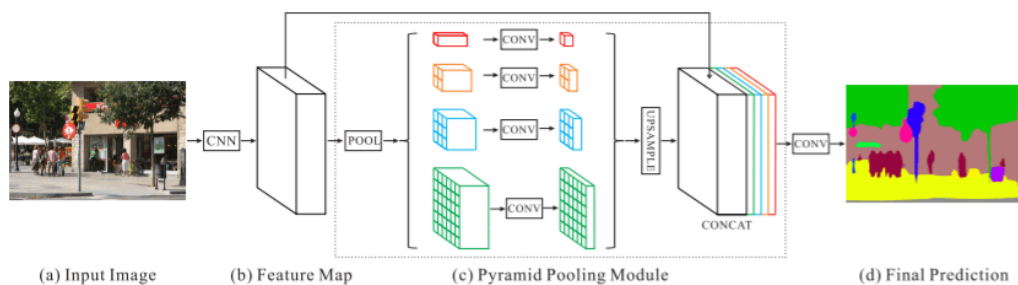 CNN
POOL
CONV
CONV
CONV
CONV
UPSAMPLE
CONCAT
CONV
(a) Input Image
(b) Feature Map
(c) Pyramid Pooling Module
(d) Final Prediction